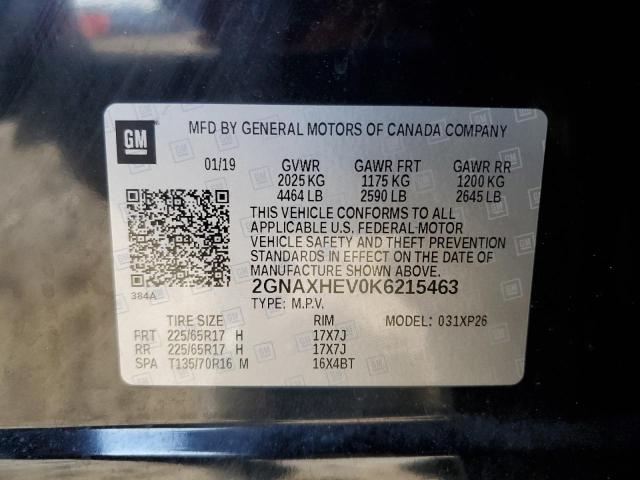 GM
MFD BY GENERAL MOTORS OF CANADA COMPANY
01/19 GVWR GAWR FRT GAWR RR
2025 KG 1175 KG 1200 KG
4464 LB 2590 LB 2645 LB
THIS VEHICLE CONFORMS TO ALL
APPLICABLE U.S. FEDERAL-MOTOR
VEHICLE SAFETY AND THEFT PREVENTION
STANDARDS IN EFFECT ON THE DATE OF
MANUFACTURE SHOWN ABOVE.
384A
2GNAXHEV0K6215463
TYPE: M.P.V.
TIRE SIZE RIM MODEL: 031XP26
FRT 225/65R17 H 17X7J
RR 225/65R17 H 17X7J
SPA T135/70R16 M 16X4BT